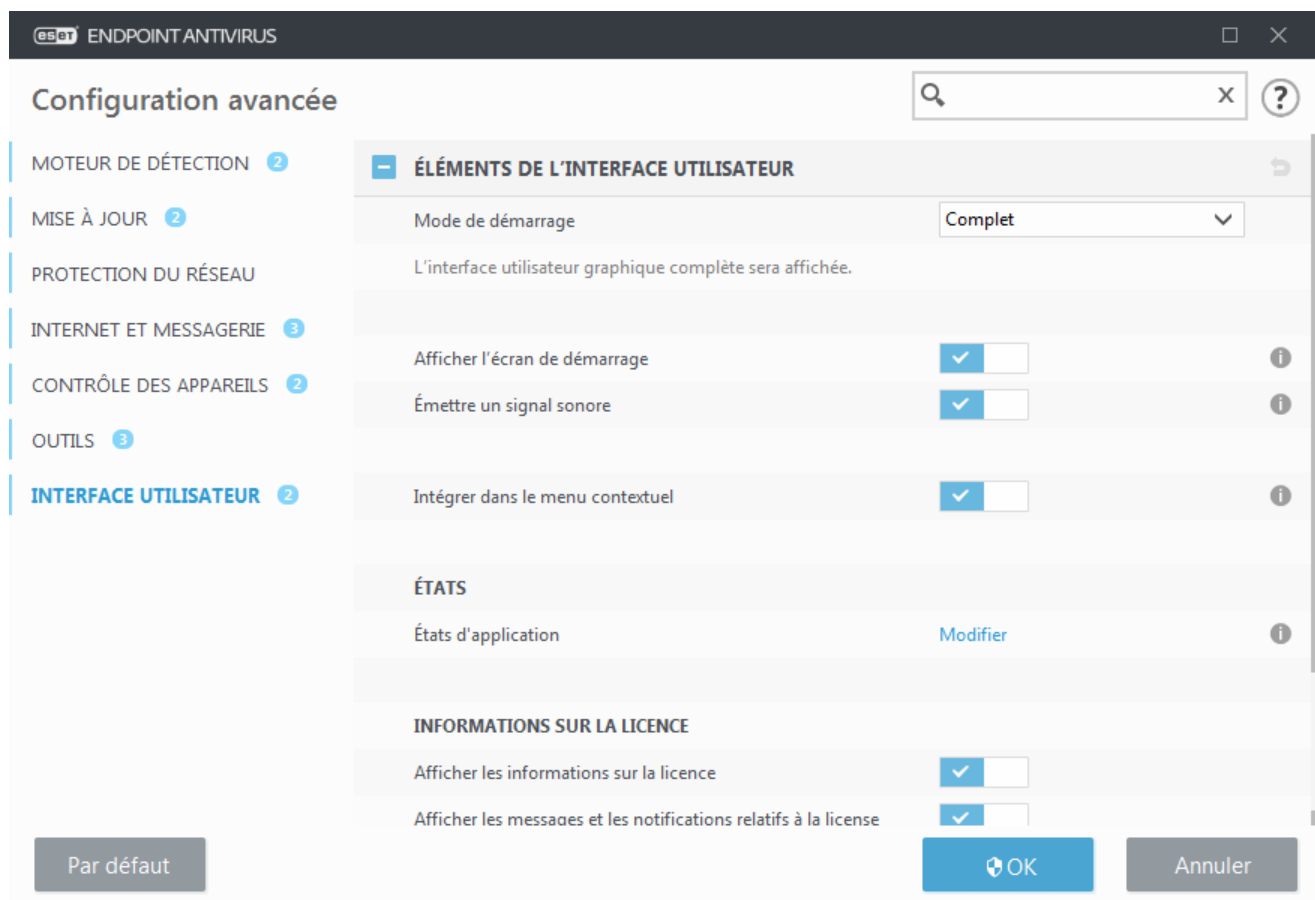 eset ENDPOINT ANTIVIRUS
Configuration avancée
MOTEUR DE DÉTECTION 2
MISE À JOUR 2
PROTECTION DU RÉSEAU
INTERNET ET MESSAGERIE 3
CONTRÔLE DES APPAREILS 2
OUTILS 3
INTERFACE UTILISATEUR 2
ÉLÉMENTS DE L'INTERFACE UTILISATEUR
Mode de démarrage Complet
L'interface utilisateur graphique complète sera affichée.
Afficher l'écran de démarrage
Émettre un signal sonore
Intégrer dans le menu contextuel
ÉTATS
États d'application Modifier
INFORMATIONS SUR LA LICENCE
Afficher les informations sur la licence
Afficher les messages et les notifications relatifs à la license
Par défaut
OK
Annuler